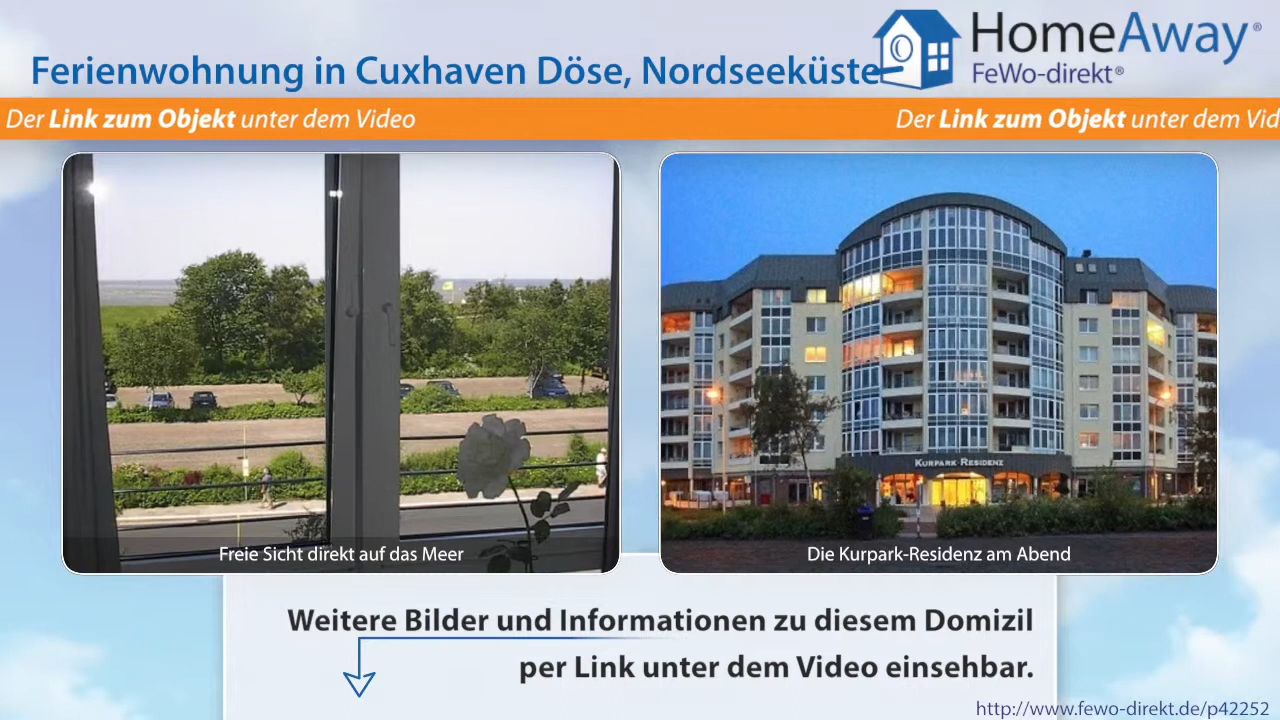 HomeAway®
FeWo-direkt®
Ferienwohnung in Cuxhaven Döse, Nordseeküste
Der Link zum Objekt unter dem Video
Der Link zum Objekt unter dem Vid
KURPARK-RESIDENZ
Freie Sicht direkt auf das Meer
Die Kurpark-Residenz am Abend
Weitere Bilder und Informationen zu diesem Domizil
per Link unter dem Video einsehbar.
http://www.fewo-direkt.de/p42252